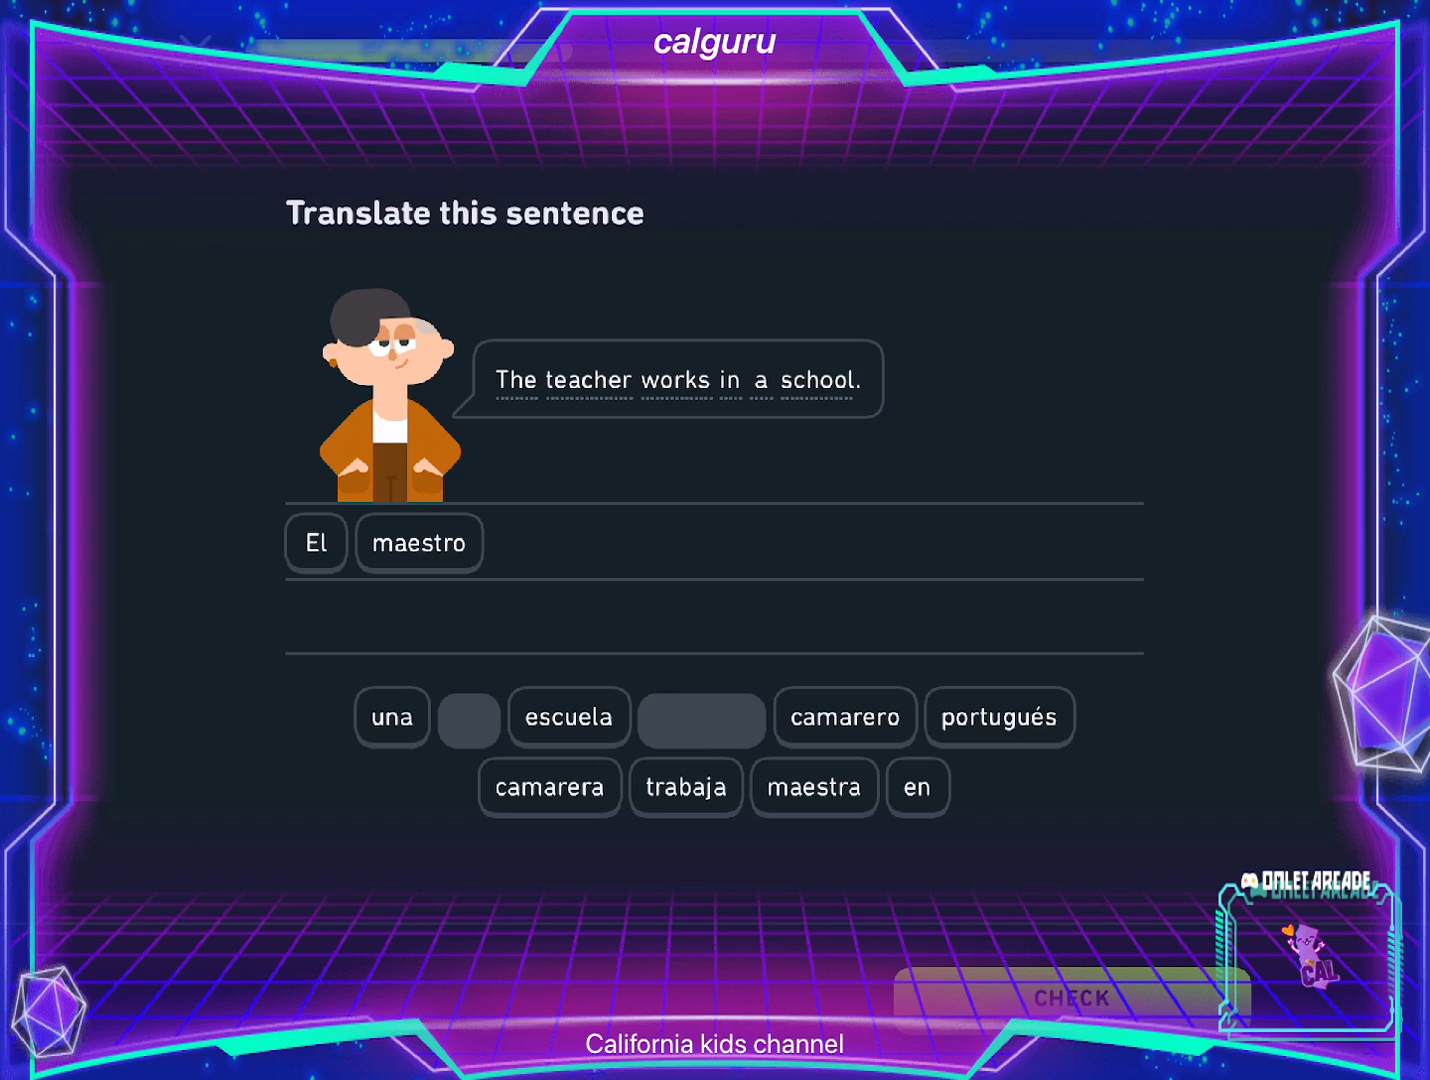 calguru
Translate this sentence
The teacher works in a school.
El maestro
una escuela camarero portugués
camarera trabaja maestra en
OMLET ARCADE
CAL
CHECK
California kids channel